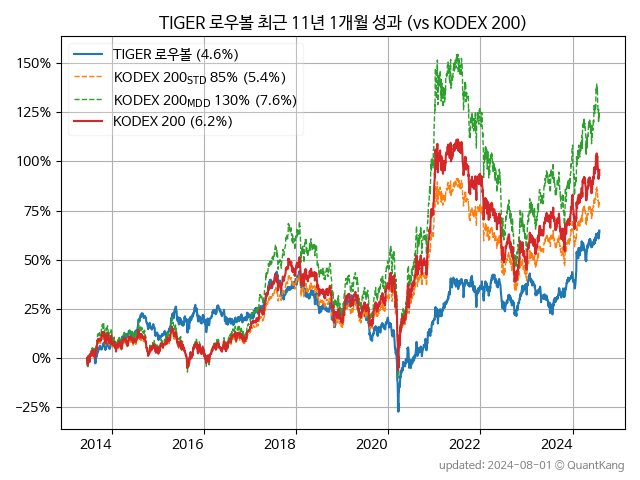 TIGER 로우볼 최근 11년 1개월 성과 (vs KODEX 200)
TIGER 로우볼 (4.6%)
KODEX 200STD 85% (5.4%)
KODEX 200MDD 130% (7.6%)
KODEX 200 (6.2%)
150%
125%
100%
75%
50%
25%
0%
−25%
2014 2016 2018 2020 2022 2024
updated: 2024-08-01 © QuantKang